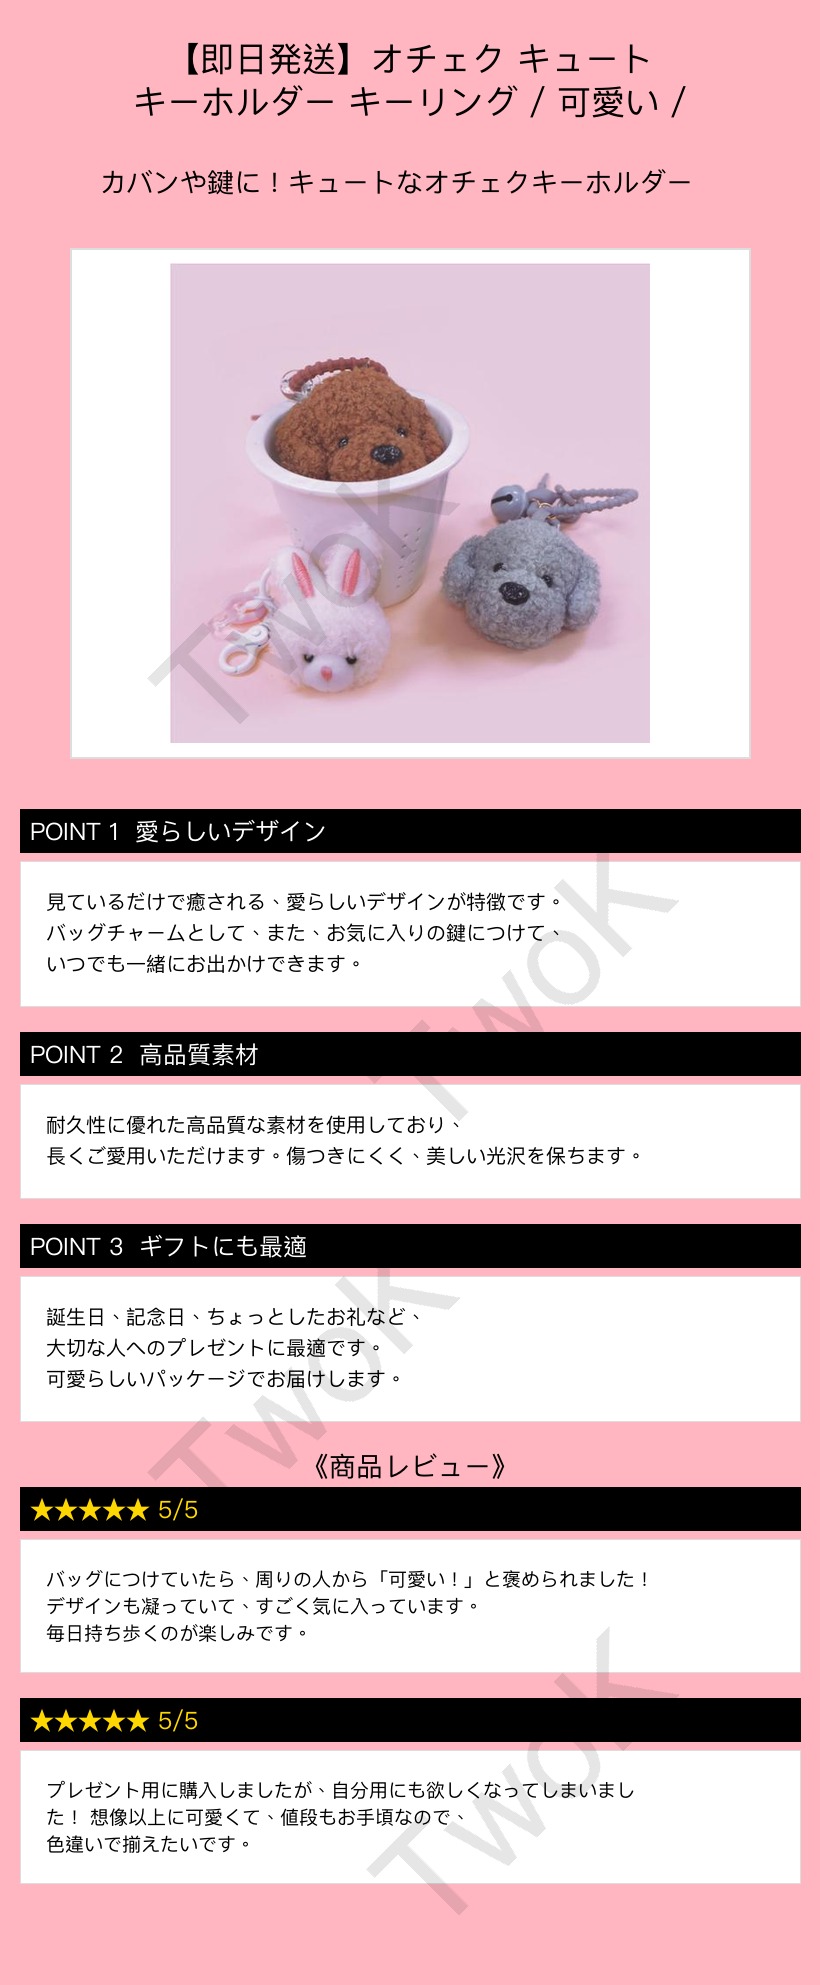 【即日発送】オチェク キュート
キーホルダー キーリング / 可愛い /
カバンや鍵に！キュートなオチェクキーホルダー
TwoK
POINT 1 愛らしいデザイン
見ているだけで癒される、愛らしいデザインが特徴です。
バッグチャームとして、また、お気に入りの鍵につけて、
いつでも一緒にお出かけできます。
TwoK
POINT 2 高品質素材
耐久性に優れた高品質な素材を使用しており、
長くご愛用いただけます。傷つきにくく、美しい光沢を保ちます。
POINT 3 ギフトにも最適
誕生日、記念日、ちょっとしたお礼など、
大切な人へのプレゼントに最適です。
可愛らしいパッケージでお届けします。
TwoK
《商品レビュー》
★★★★★ 5/5
バッグにつけていたら、周りの人から「可愛い！」と褒められました！
デザインも凝っていて、すごく気に入っています。
毎日持ち歩くのが楽しみです。
★★★★★ 5/5
プレゼント用に購入しましたが、自分用にも欲しくなってしまいまし
た！ 想像以上に可愛くて、値段もお手頃なので、
色違いで揃えたいです。
TwoK